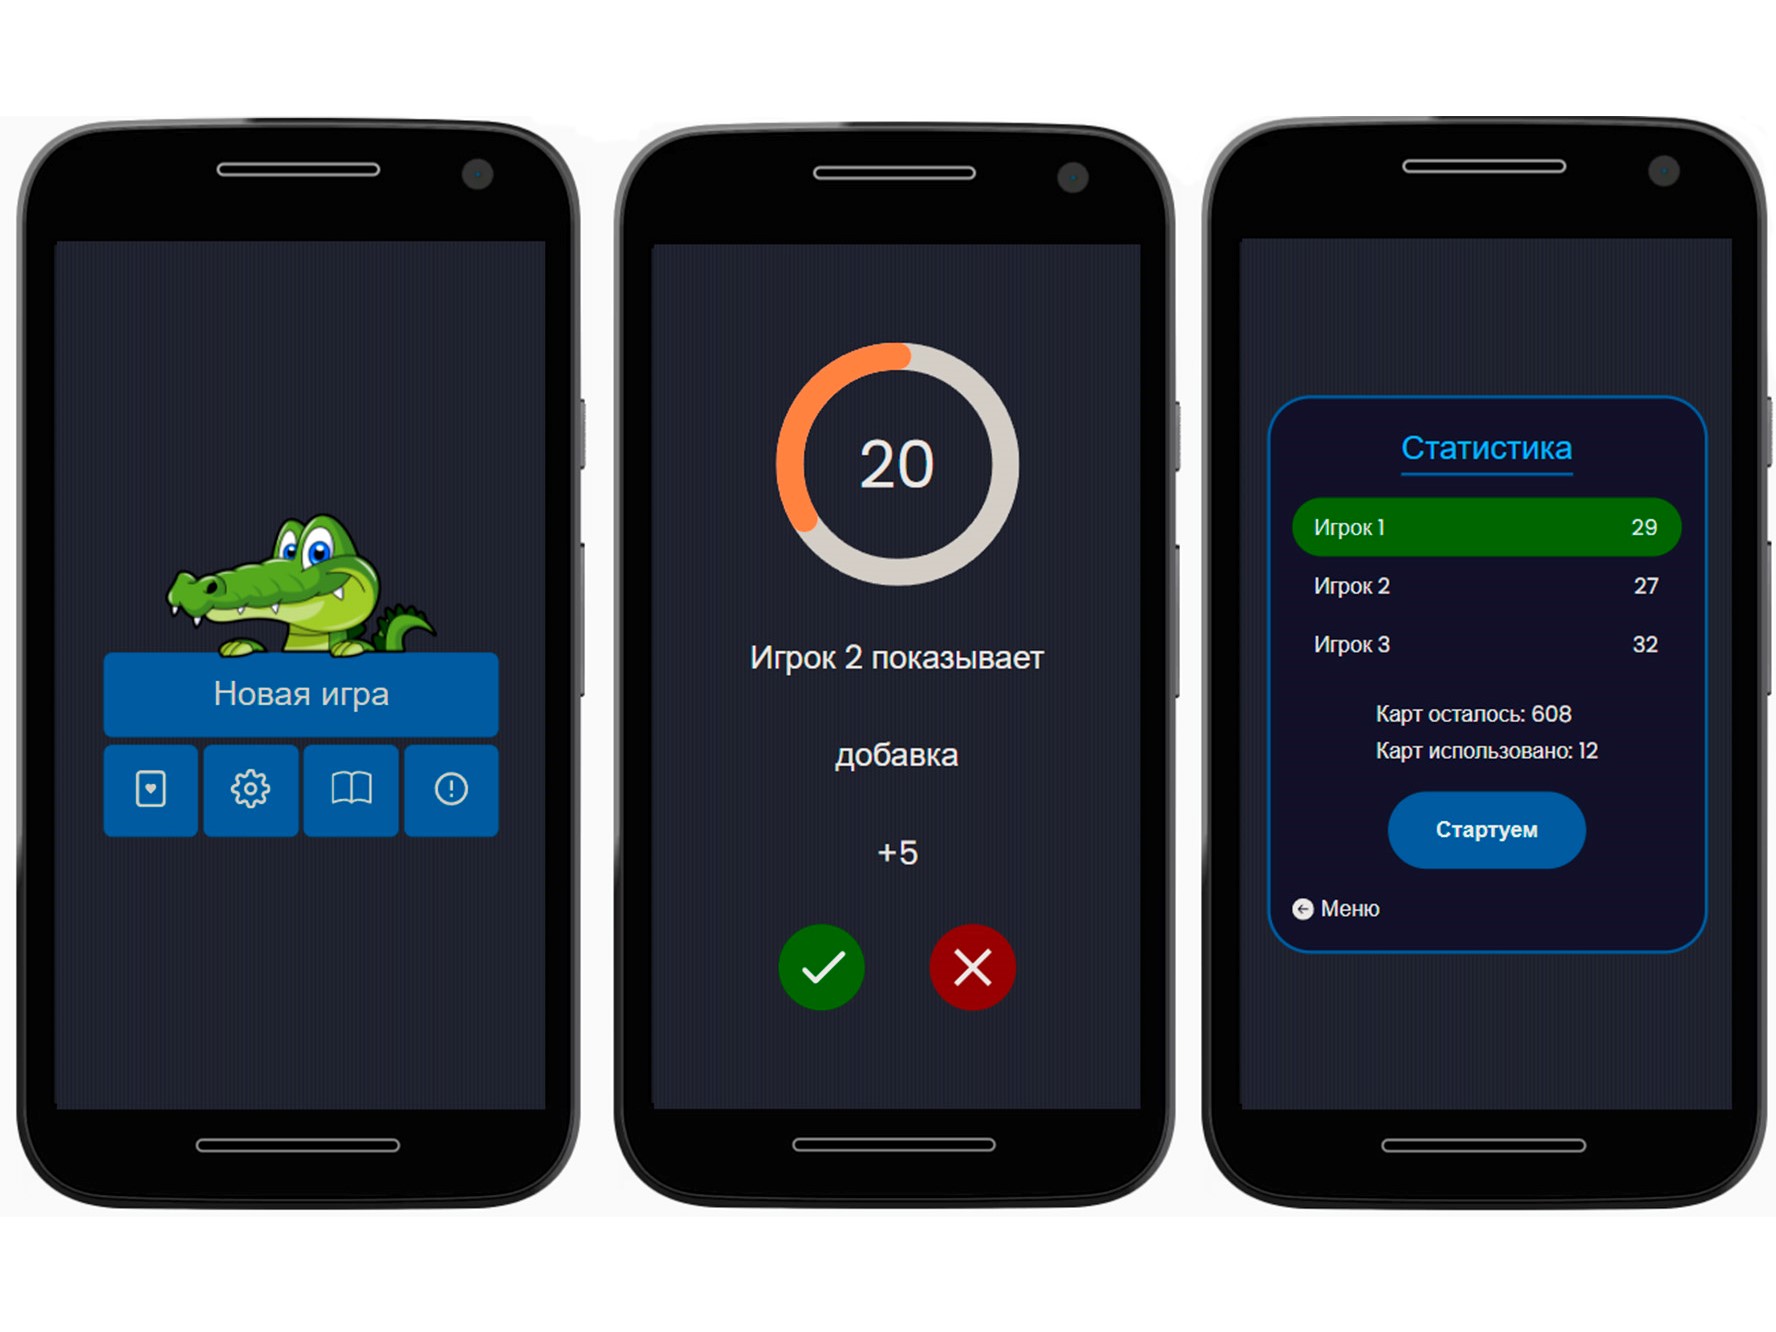 Новая игра
20
Игрок 2 показывает
добавка
+5
Статистика
Игрок 1 29
Игрок 2 27
Игрок 3 32
Карт осталось: 608
Карт использовано: 12
Стартуем
Меню